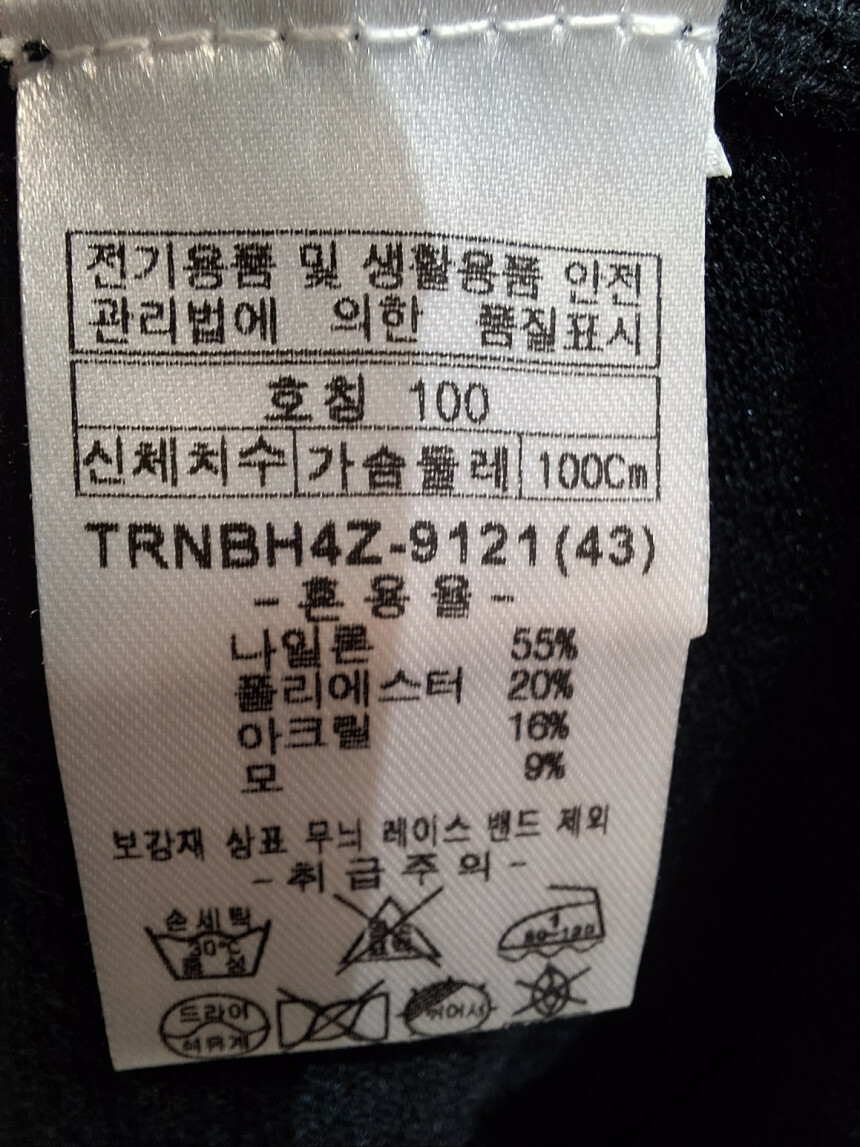 전기용품 및 생활용품 안전
관리법에 의한 품질표시
호칭 100
신체치수 가슴둘레 100Cm
TRNBH4Z-9121(43)
- 혼용율 -
나일론 55%
폴리에스터 20%
아크릴 16%
모 9%
보강재 상표 무늬 레이스 밴드 제외
- 취급주의 -
손세탁
30℃
중성
1
80~120
드라이
석유계
뉘어서